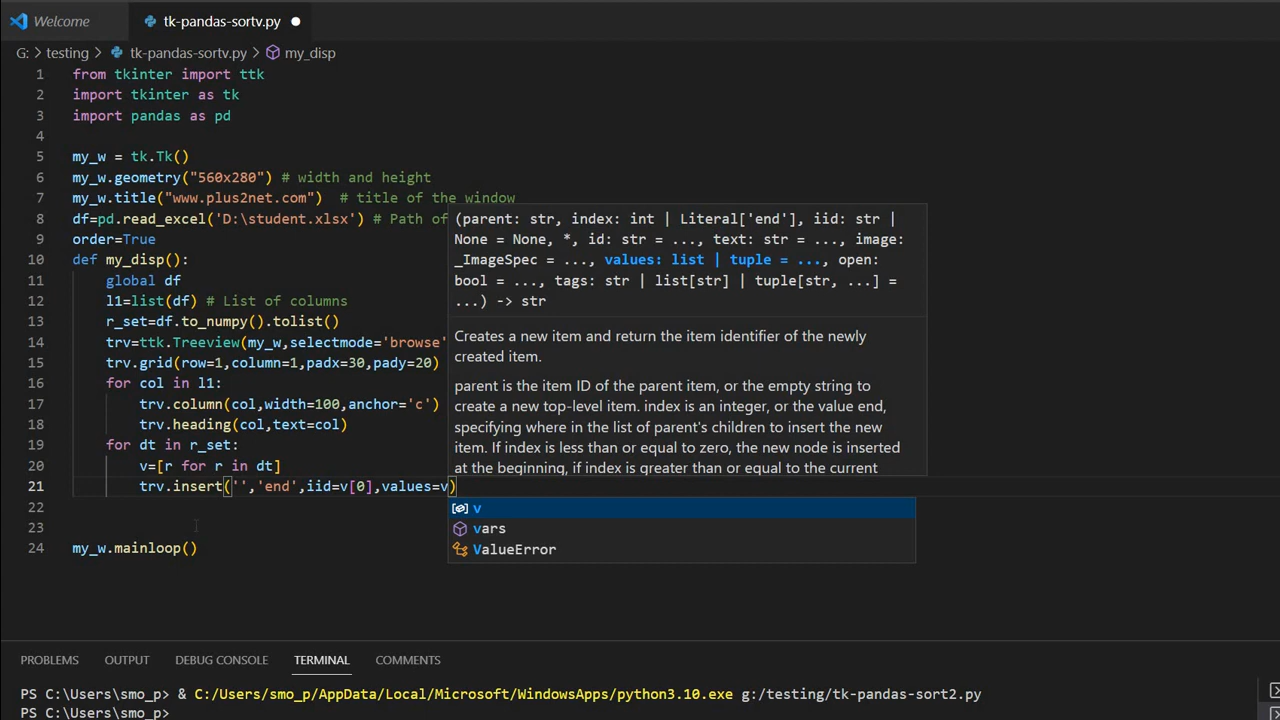 Welcome
tk-pandas-sortv.py
G: > testing > tk-pandas-sortv.py > my_disp
1 from tkinter import ttk
2 import tkinter as tk
3 import pandas as pd
4
5 my_w = tk.Tk()
6 my_w.geometry("560x280") # width and height
7 my_w.title("www.plus2net.com")  # title of the window
8 df=pd.read_excel('D:\student.xlsx') # Path of
9 order=True
10 def my_disp():
11 global df
12 l1=list(df) # List of columns
13 r_set=df.to_numpy().tolist()
14 trv=ttk.Treeview(my_w,selectmode='browse'
15 trv.grid(row=1,column=1,padx=30,pady=20)
16 for col in l1:
17 trv.column(col,width=100,anchor='c')
18 trv.heading(col,text=col)
19 for dt in r_set:
20 v=[r for r in dt]
21 trv.insert('','end',iid=v[0],values=v)
22
23
24 my_w.mainloop()
(parent: str, index: int | Literal['end'], iid: str |
None = None, *, id: str = ..., text: str = ..., image:
_ImageSpec = ..., values: list | tuple = ..., open:
bool = ..., tags: str | list[str] | tuple[str, ...] =
...) -> str
Creates a new item and return the item identifier of the newly
created item.
parent is the item ID of the parent item, or the empty string to
create a new top-level item. index is an integer, or the value end,
specifying where in the list of parent's children to insert the new
item. If index is less than or equal to zero, the new node is inserted
at the beginning, if index is greater than or equal to the current
v
vars
ValueError
PROBLEMS OUTPUT DEBUG CONSOLE TERMINAL COMMENTS
PS C:\Users\smo_p> & C:/Users/smo_p/AppData/Local/Microsoft/WindowsApps/python3.10.exe g:/testing/tk-pandas-sort2.py
PS C:\Users\smo_p>